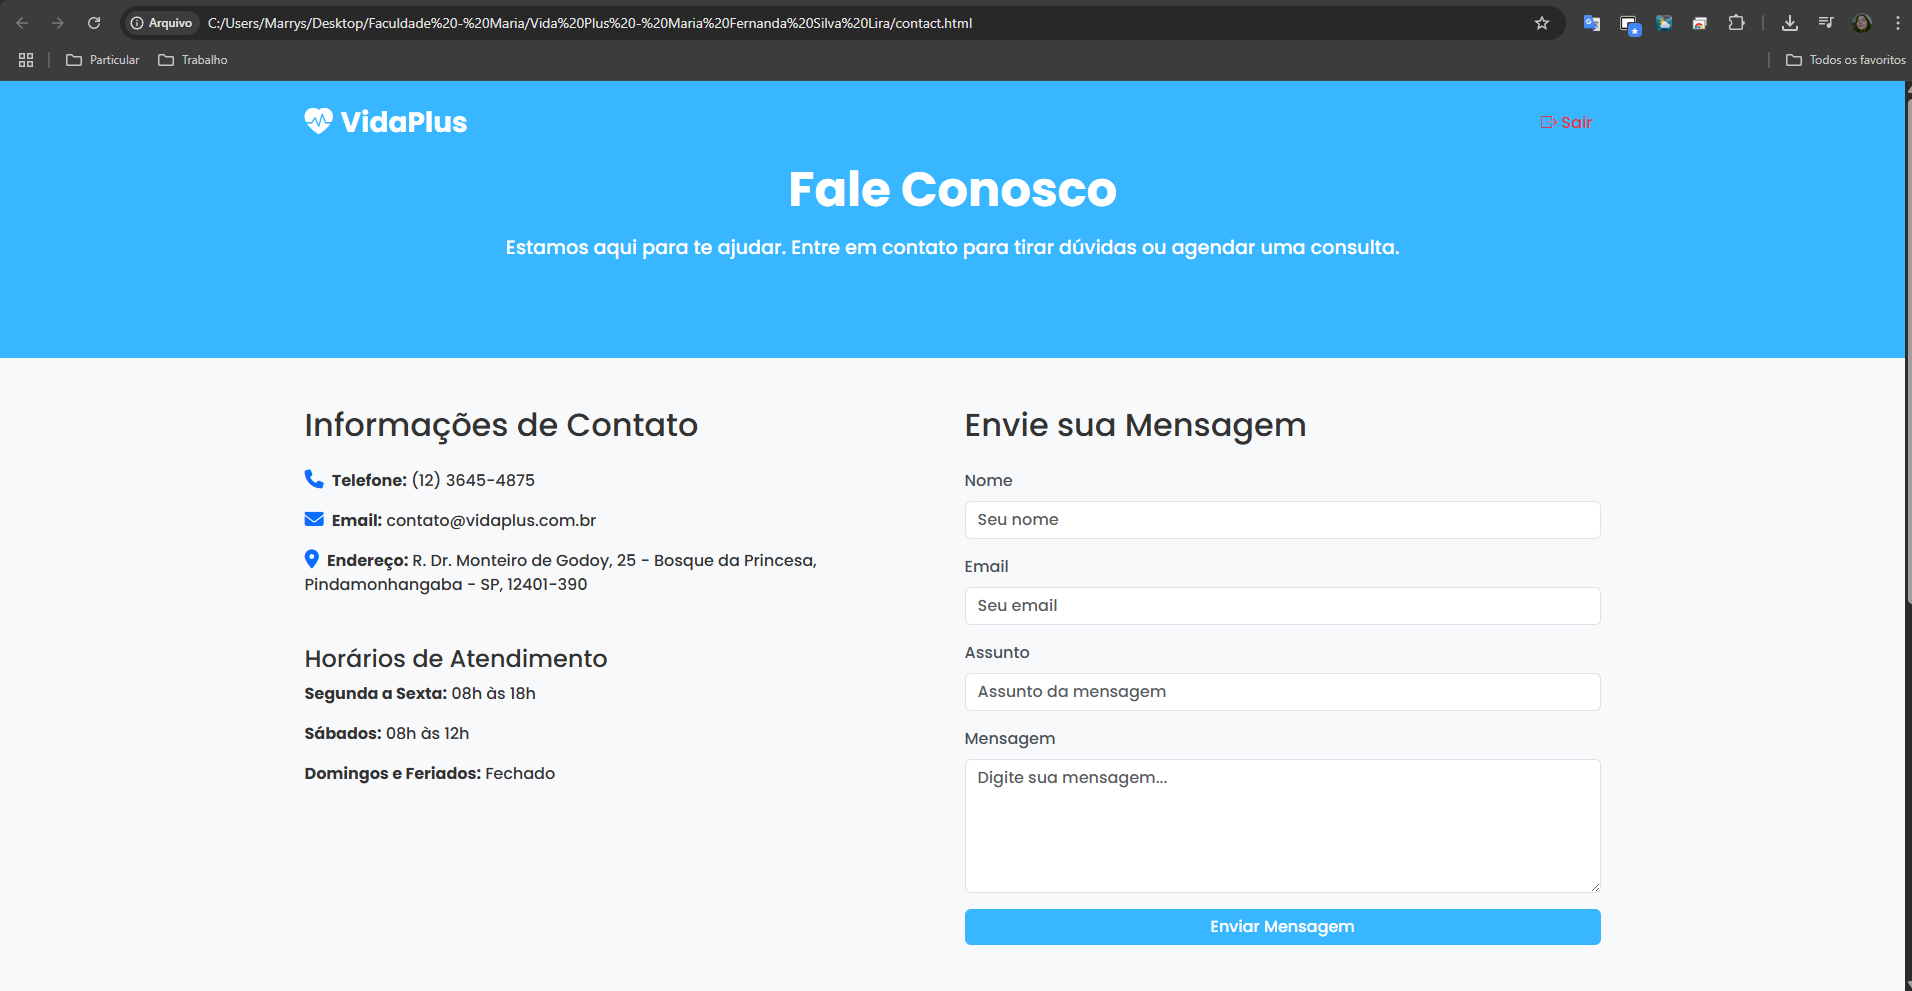 Arquivo C:/Users/Marrys/Desktop/Faculdade%20-%20Maria/Vida%20Plus%20-%20Maria%20Fernanda%20Silva%20Lira/contact.html
Particular Trabalho Todos os favoritos
VidaPlus Sair
Fale Conosco
Estamos aqui para te ajudar. Entre em contato para tirar dúvidas ou agendar uma consulta.
Informações de Contato
Telefone: (12) 3645-4875
Email: contato@vidaplus.com.br
Endereço: R. Dr. Monteiro de Godoy, 25 - Bosque da Princesa,
Pindamonhangaba - SP, 12401-390
Horários de Atendimento
Segunda a Sexta: 08h às 18h
Sábados: 08h às 12h
Domingos e Feriados: Fechado
Envie sua Mensagem
Nome
Seu nome
Email
Seu email
Assunto
Assunto da mensagem
Mensagem
Digite sua mensagem...
Enviar Mensagem